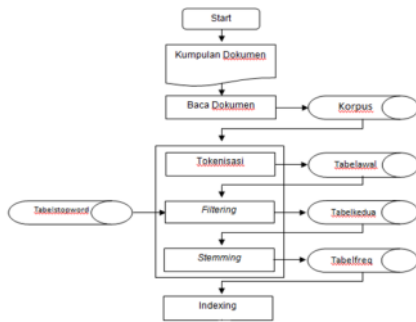 Start
Kumpulan Dokumen
Baca Dokumen
Korpus
Tokenisasi
Tabelawal
Tabelstopword
Filtering
Tabelkedua
Stemming
Tabelfreq
Indexing